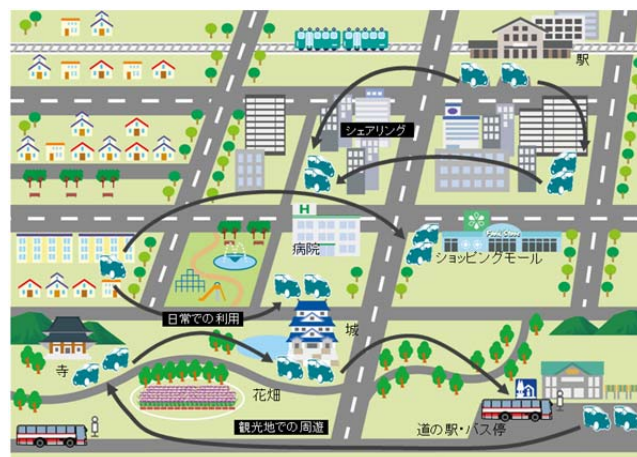 駅
シェアリング
H
病院
ショッピングモール
日常での利用
城
寺
花畑
観光地での周遊
道の駅・バス停